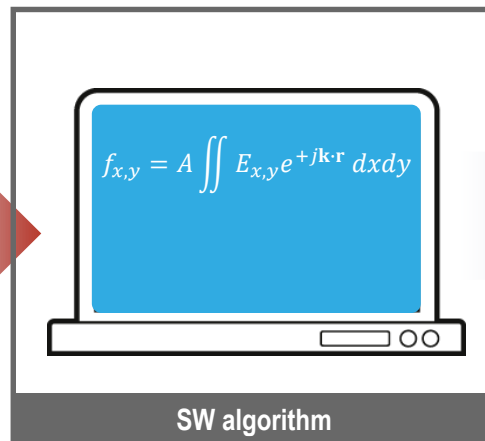 f_{x,y} = A ∬ E_{x,y} e^{+j𝐤·𝐫} dxdy
SW algorithm